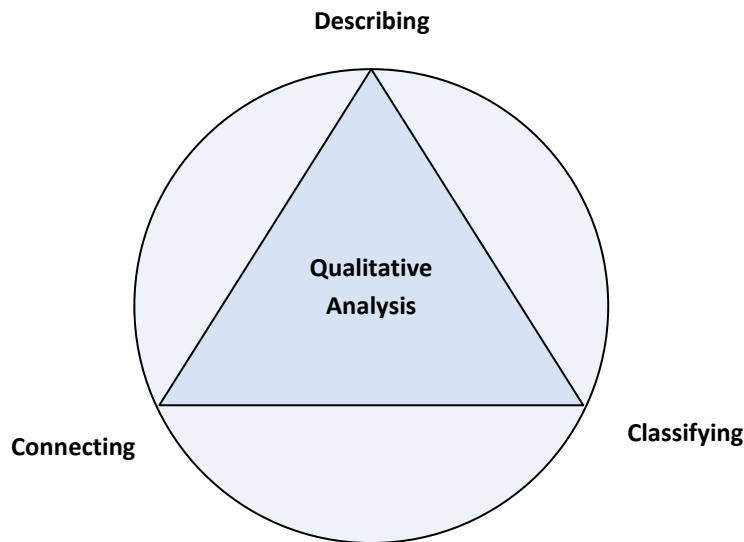 Describing
Qualitative
Analysis
Connecting
Classifying